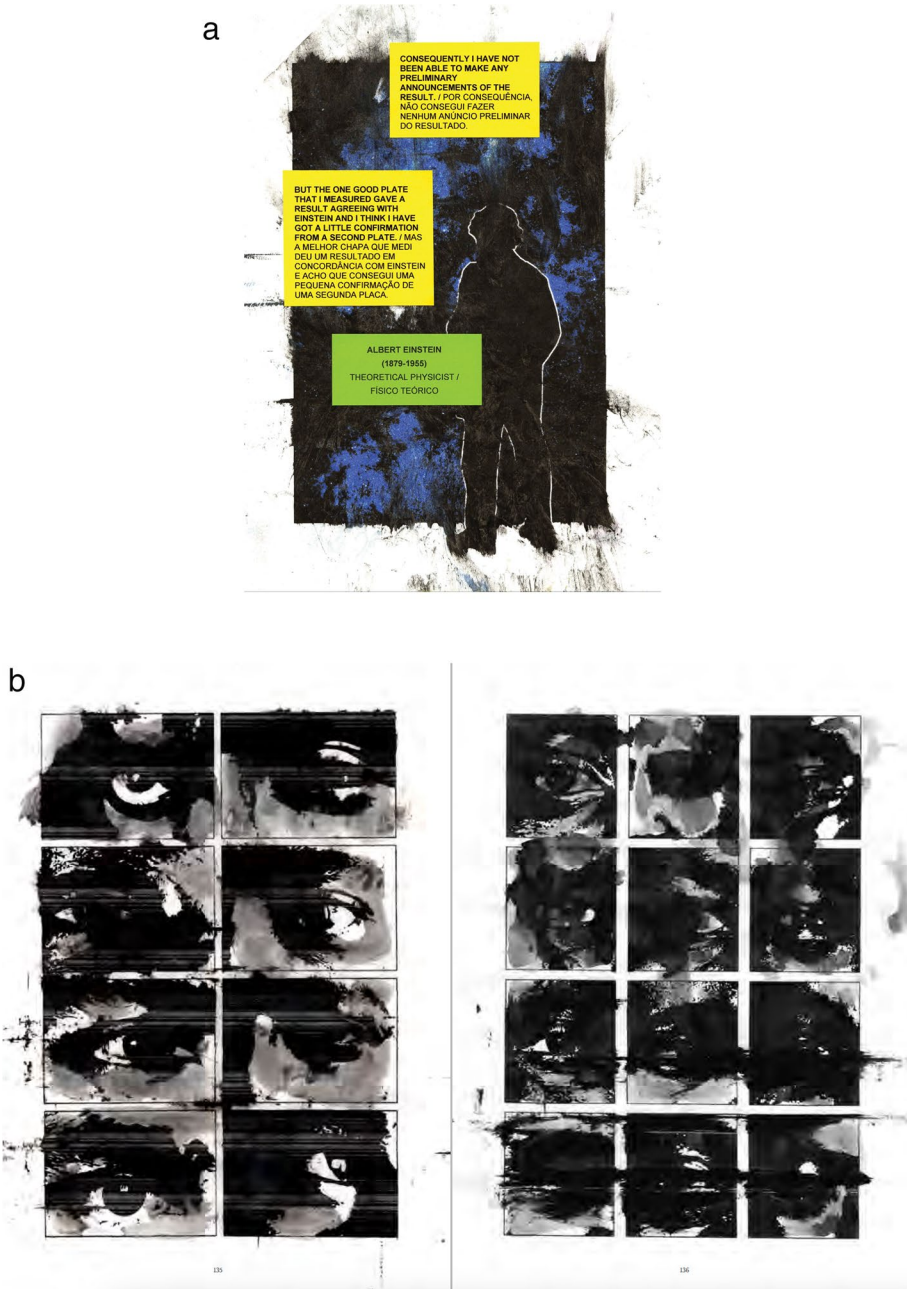 a
CONSEQUENTLY I HAVE NOT
BEEN ABLE TO MAKE ANY
PRELIMINARY
ANNOUNCEMENTS OF THE
RESULT. / POR CONSEQUÊNCIA,
NÃO CONSEGUI FAZER
NENHUM ANÚNCIO PRELIMINAR
DO RESULTADO.
BUT THE ONE GOOD PLATE
THAT I MEASURED GAVE A
RESULT AGREEING WITH
EINSTEIN AND I THINK I HAVE
GOT A LITTLE CONFIRMATION
FROM A SECOND PLATE. / MAS
A MELHOR CHAPA QUE MEDI
DEU UM RESULTADO EM
CONCORDÂNCIA COM EINSTEIN
E ACHO QUE CONSEGUI UMA
PEQUENA CONFIRMAÇÃO DE
UMA SEGUNDA PLACA.
ALBERT EINSTEIN
(1879-1955)
THEORETICAL PHYSICIST /
FÍSICO TEÓRICO
b
135
136